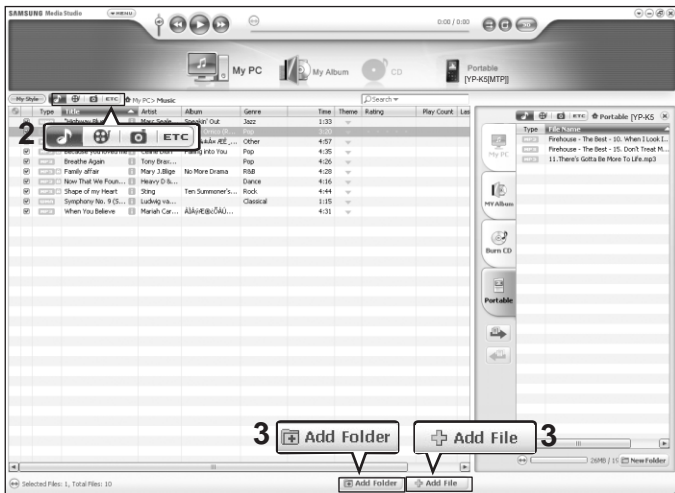 SAMSUNG Media Studio MENU
0:00 / 0:00
3D
My PC
My Album
CD
Portable
[YP-K5[MTP]]
My Style
ETC
My PC> Music
Search
Type Title Artist Album Genre Time Theme Rating Play Count
Speakin' Out Jazz 1:33
Pop 3:20
Other 4:57
Because you loved me Falling into You Pop 4:35
Breathe Again Tony Brax... Pop 4:26
Family affair Mary J.Blige No More Drama R&B 4:28
Now That We Foun... Heavy D &... Dance 4:16
Shape of my Heart Sting Ten Summoner's... Rock 4:44
Symphony No. 9 (S... Ludwig va... Classical 1:15
When You Believe Mariah Car... 4:31
2
ETC
ETC
Portable [YP-K5
Type File Name
Firehouse - The Best - 10. When I Look I...
Firehouse - The Best - 15. Don't Treat M...
11.There's Gotta Be More To Life.mp3
My PC
MY Album
Burn CD
Portable
3
Add Folder
Add File
3
26MB
New Folder
Selected Files: 1, Total Files: 10
Add Folder
Add File